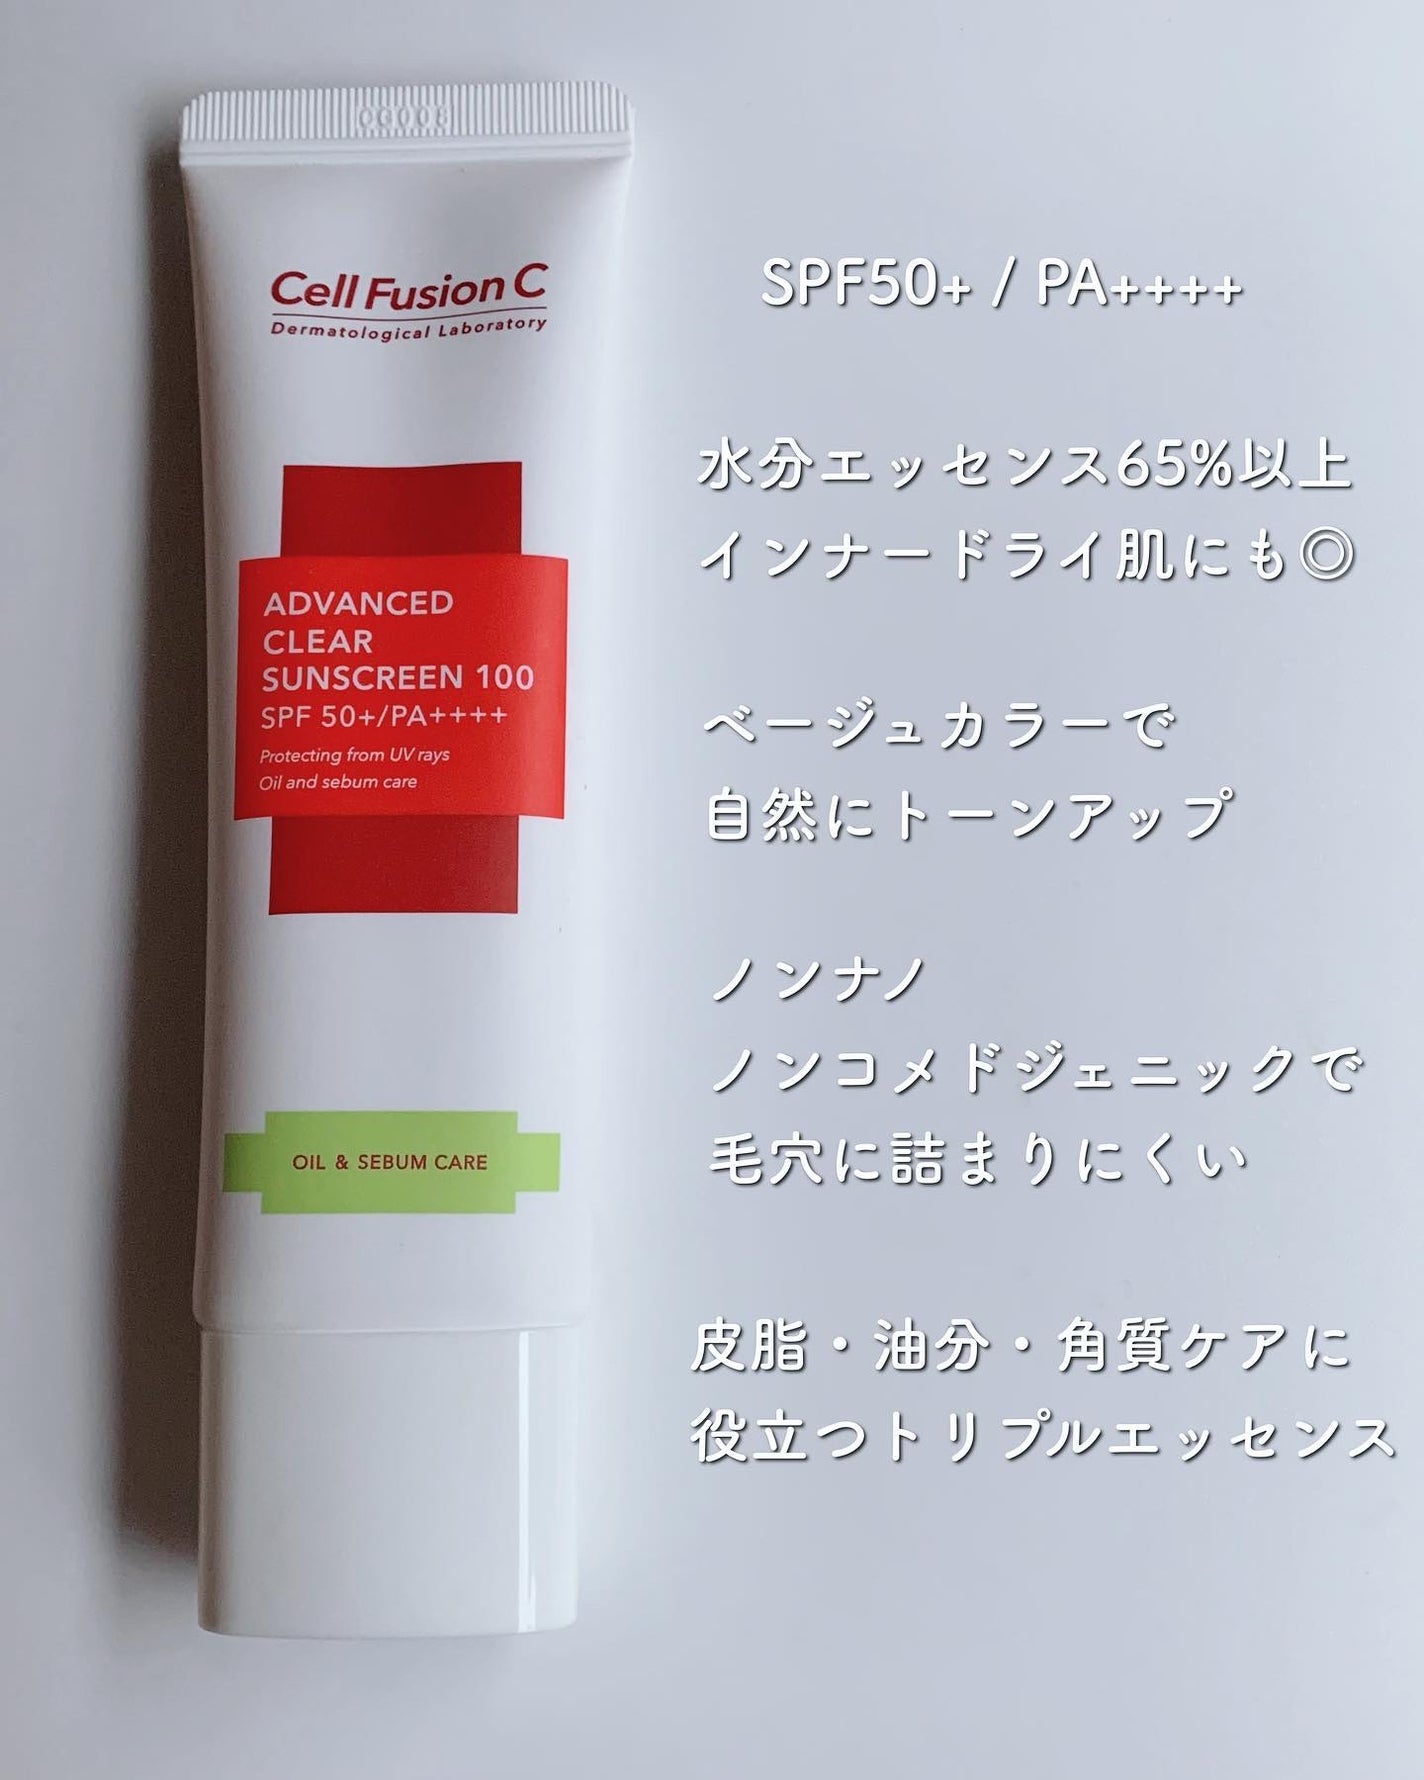 Cell Fusion C
Dermatological Laboratory
ADVANCED
CLEAR
SUNSCREEN 100
SPF 50+/PA++++
Protecting from UV rays
Oil and sebum care
OIL & SEBUM CARE
SPF50+ / PA++++
水分エッセンス65%以上
インナードライ肌にも◎
ベージュカラーで
自然にトーンアップ
ノンナノ
ノンコメドジェニックで
毛穴に詰まりにくい
皮脂・油分・角質ケアに
役立つトリプルエッセンス